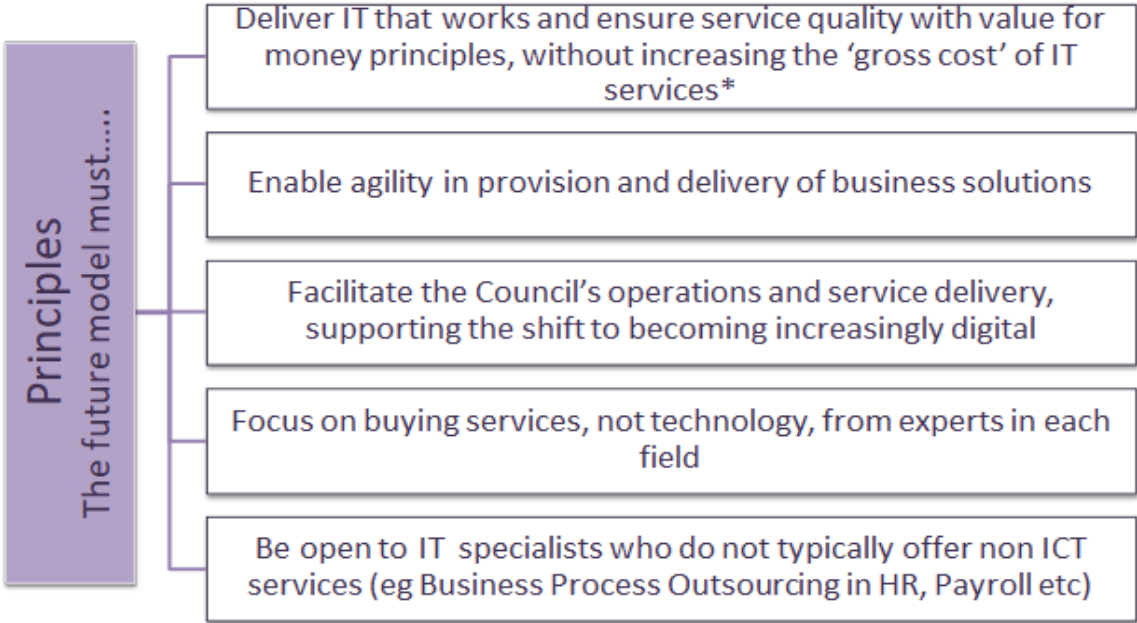 Principles
The future model must.....
Deliver IT that works and ensure service quality with value for
money principles, without increasing the ‘gross cost’ of IT
services*
Enable agility in provision and delivery of business solutions
Facilitate the Council’s operations and service delivery,
supporting the shift to becoming increasingly digital
Focus on buying services, not technology, from experts in each
field
Be open to IT specialists who do not typically offer non ICT
services (eg Business Process Outsourcing in HR, Payroll etc)